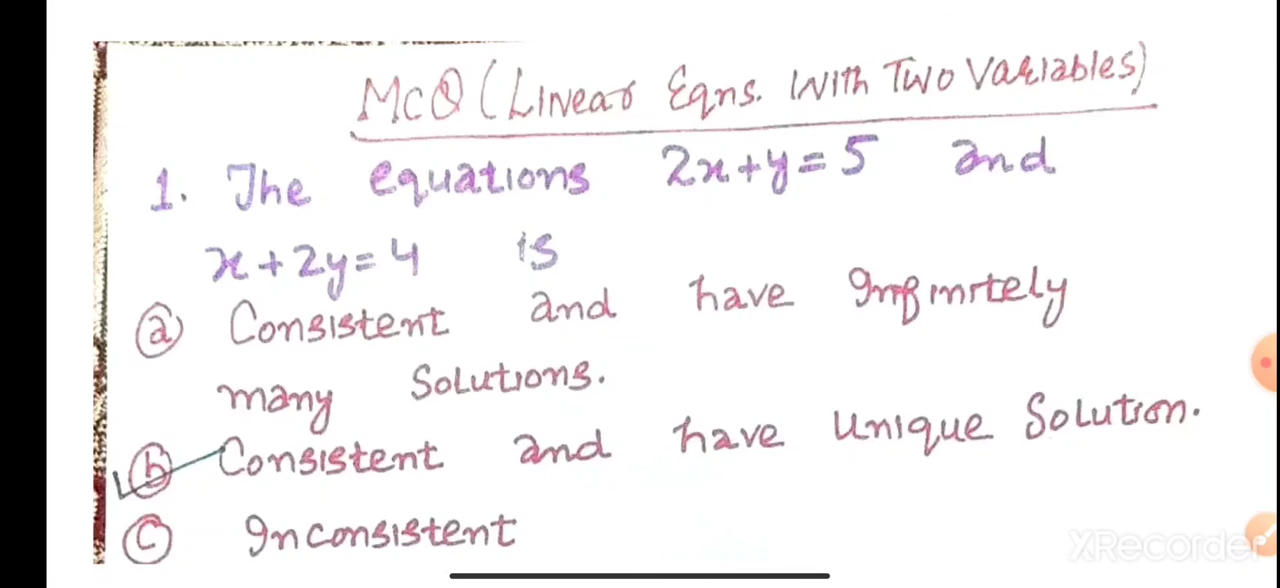 MCQ (Linear Eqns. With Two Variables)
1. The equations 2x+y=5 and
x+2y=4 is
(a) Consistent and have Infinitely
many Solutions.
(b) Consistent and have Unique Solution.
(c) Inconsistent
XRecorder